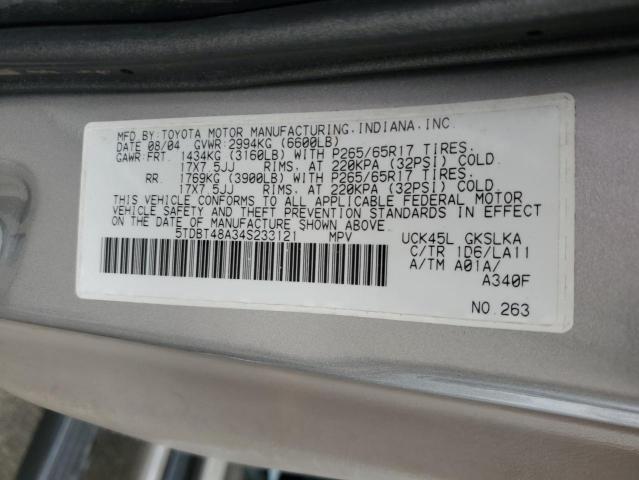 MFD. BY: TOYOTA MOTOR MANUFACTURING, INDIANA, INC.
DATE 08/04 GVWR: 2994KG (6600LB)
GAWR: FRT. 1434KG (3160LB) WITH P265/65R17 TIRES.
17X7.5JJ RIMS. AT 220KPA (32PSI) COLD.
RR. 1769KG (3900LB) WITH P265/65R17 TIRES.
17X7.5JJ RIMS. AT 220KPA (32PSI) COLD.
THIS VEHICLE CONFORMS TO ALL APPLICABLE FEDERAL MOTOR
VEHICLE SAFETY AND THEFT PREVENTION STANDARDS IN EFFECT
ON THE DATE OF MANUFACTURE SHOWN ABOVE.
5TDBT48A34S233121 MPV
UCK45L GKSLKA
C/TR 1D6/LA11
A/TM A01A/
A340F
NO. 263